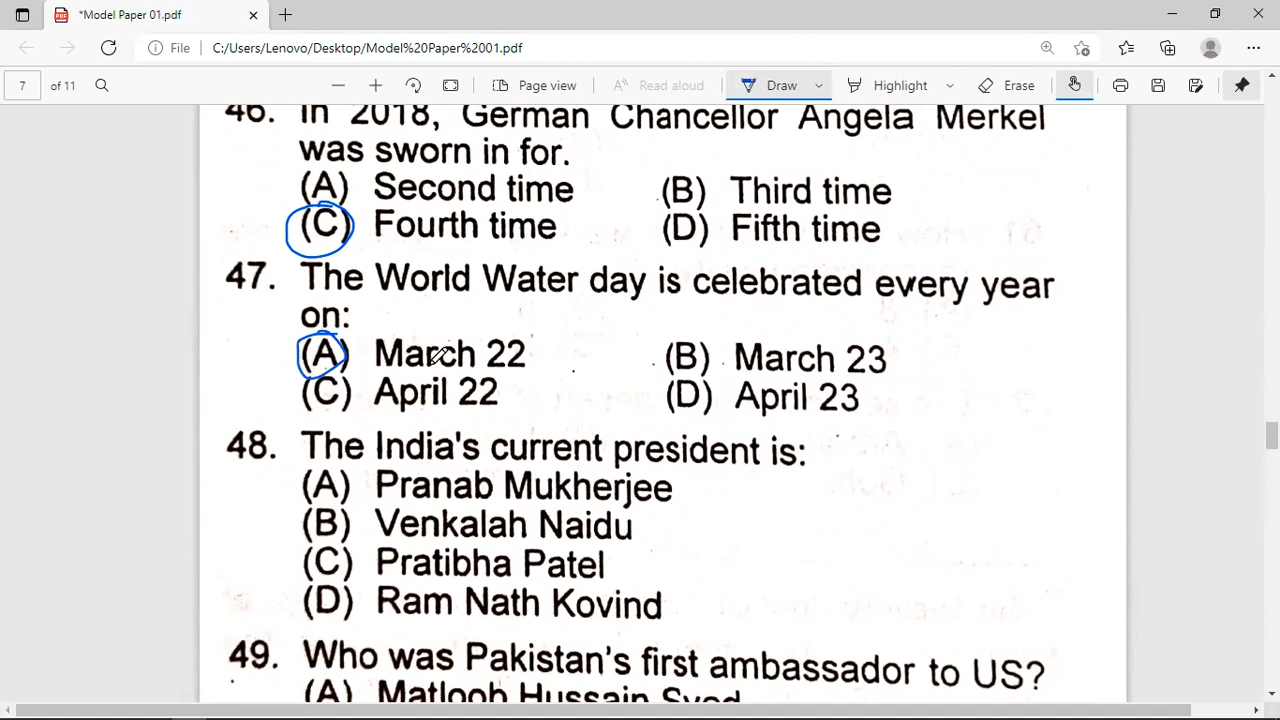 *Model Paper 01.pdf
File C:/Users/Lenovo/Desktop/Model%20Paper%2001.pdf
7 of 11 Page view Read aloud Draw Highlight Erase
46. In 2018, German Chancellor Angela Merkel
was sworn in for.
(A) Second time (B) Third time
(C) Fourth time (D) Fifth time
47. The World Water day is celebrated every year
on:
(A) March 22 (B) March 23
(C) April 22 (D) April 23
48. The India's current president is:
(A) Pranab Mukherjee
(B) Venkalah Naidu
(C) Pratibha Patel
(D) Ram Nath Kovind
49. Who was Pakistan's first ambassador to US?
(A) Matloob Hussain Syed